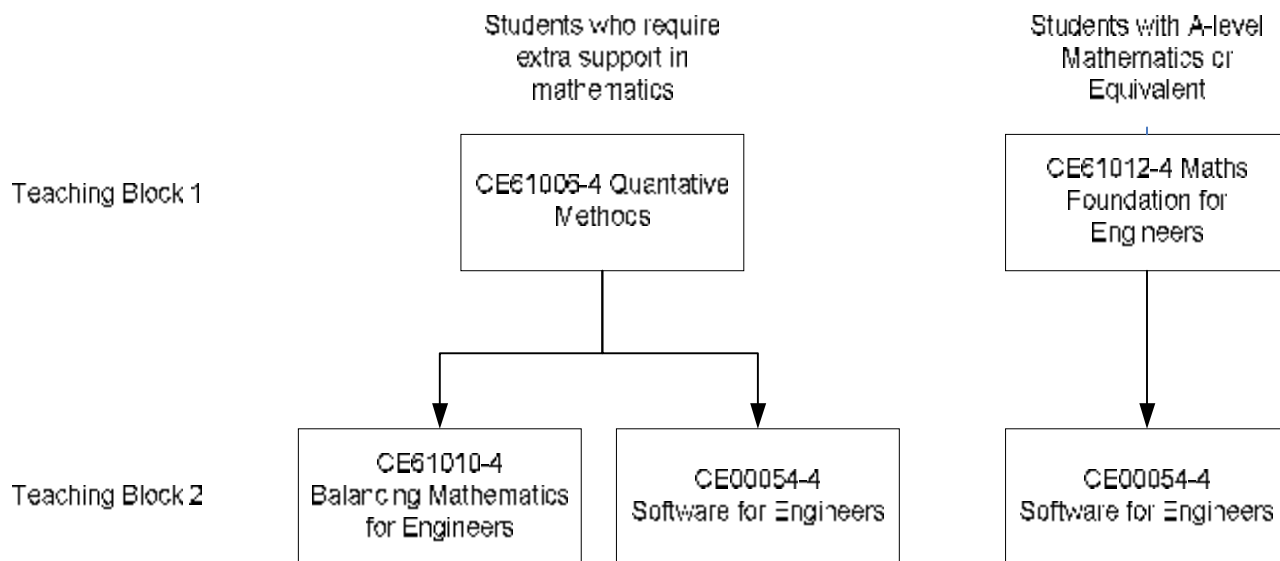 Students who require
extra support in
mathematics
Students with A-level
Mathematics or
Equivalent
Teaching Block 1
CE61006-4 Quantative
Methods
CE61012-4 Maths
Foundation for
Engineers
Teaching Block 2
CE61010-4
Balancing Mathematics
for Engineers
CE00054-4
Software for Engineers
CE00054-4
Software for Engineers